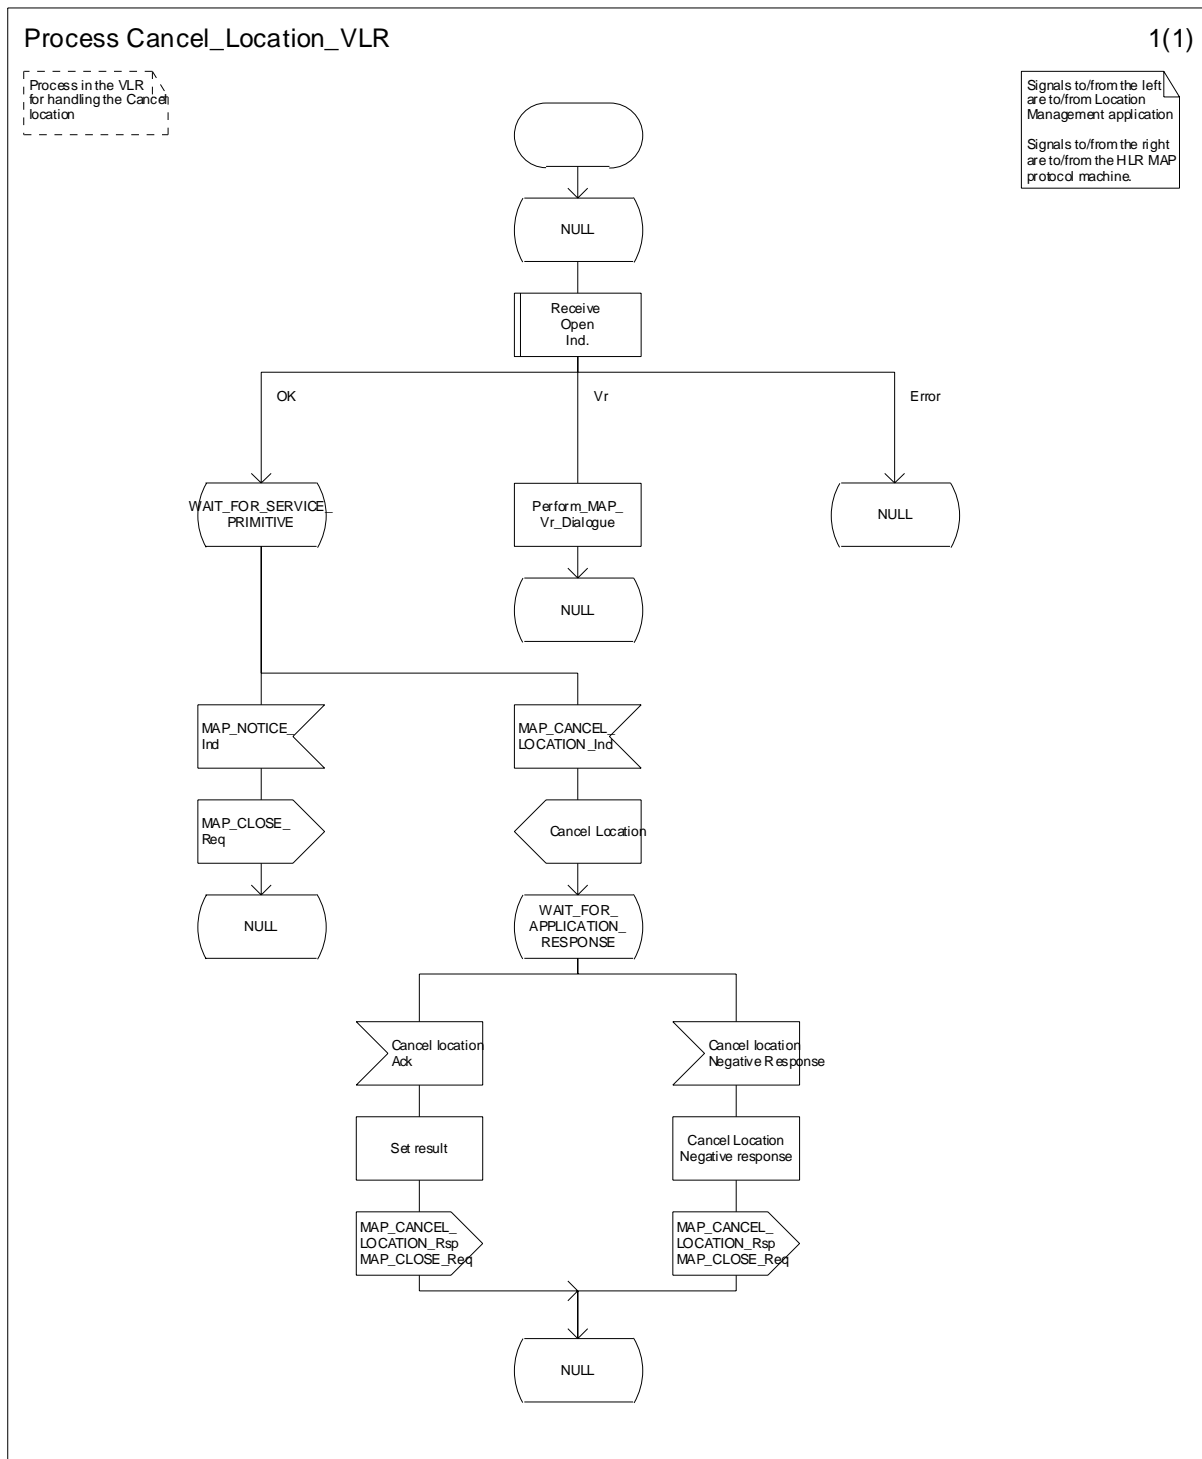 Process Cancel_Location_VLR
1(1)
Process in the VLR
for handling the Cancel
location
Signals to/from the left
are to/from Location
Management application
Signals to/from the right
are to/from the HLR MAP
protocol machine.
NULL
Receive
Open
Ind.
OK
Vr
Error
WAIT_FOR_SERVICE_
PRIMITIVE
Perform_MAP_
Vr_Dialogue
NULL
NULL
MAP_NOTICE_
Ind
MAP_CANCEL_
LOCATION_Ind
MAP_CLOSE_
Req
Cancel Location
NULL
WAIT_FOR_
APPLICATION_
RESPONSE
Cancel location
Ack
Cancel location
Negative Response
Set result
Cancel Location
Negative response
MAP_CANCEL_
LOCATION_Rsp
MAP_CLOSE_Req
MAP_CANCEL_
LOCATION_Rsp
MAP_CLOSE_Req
NULL